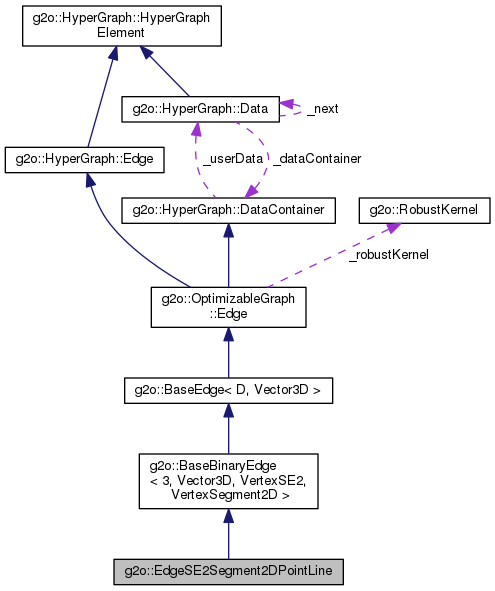 g2o::HyperGraph::HyperGraph
Element
g2o::HyperGraph::Data
_next
g2o::HyperGraph::Edge
_userData
_dataContainer
g2o::HyperGraph::DataContainer
g2o::RobustKernel
_robustKernel
g2o::OptimizableGraph
::Edge
g2o::BaseEdge< D, Vector3D >
g2o::BaseBinaryEdge
< 3, Vector3D, VertexSE2,
VertexSegment2D >
g2o::EdgeSE2Segment2DPointLine